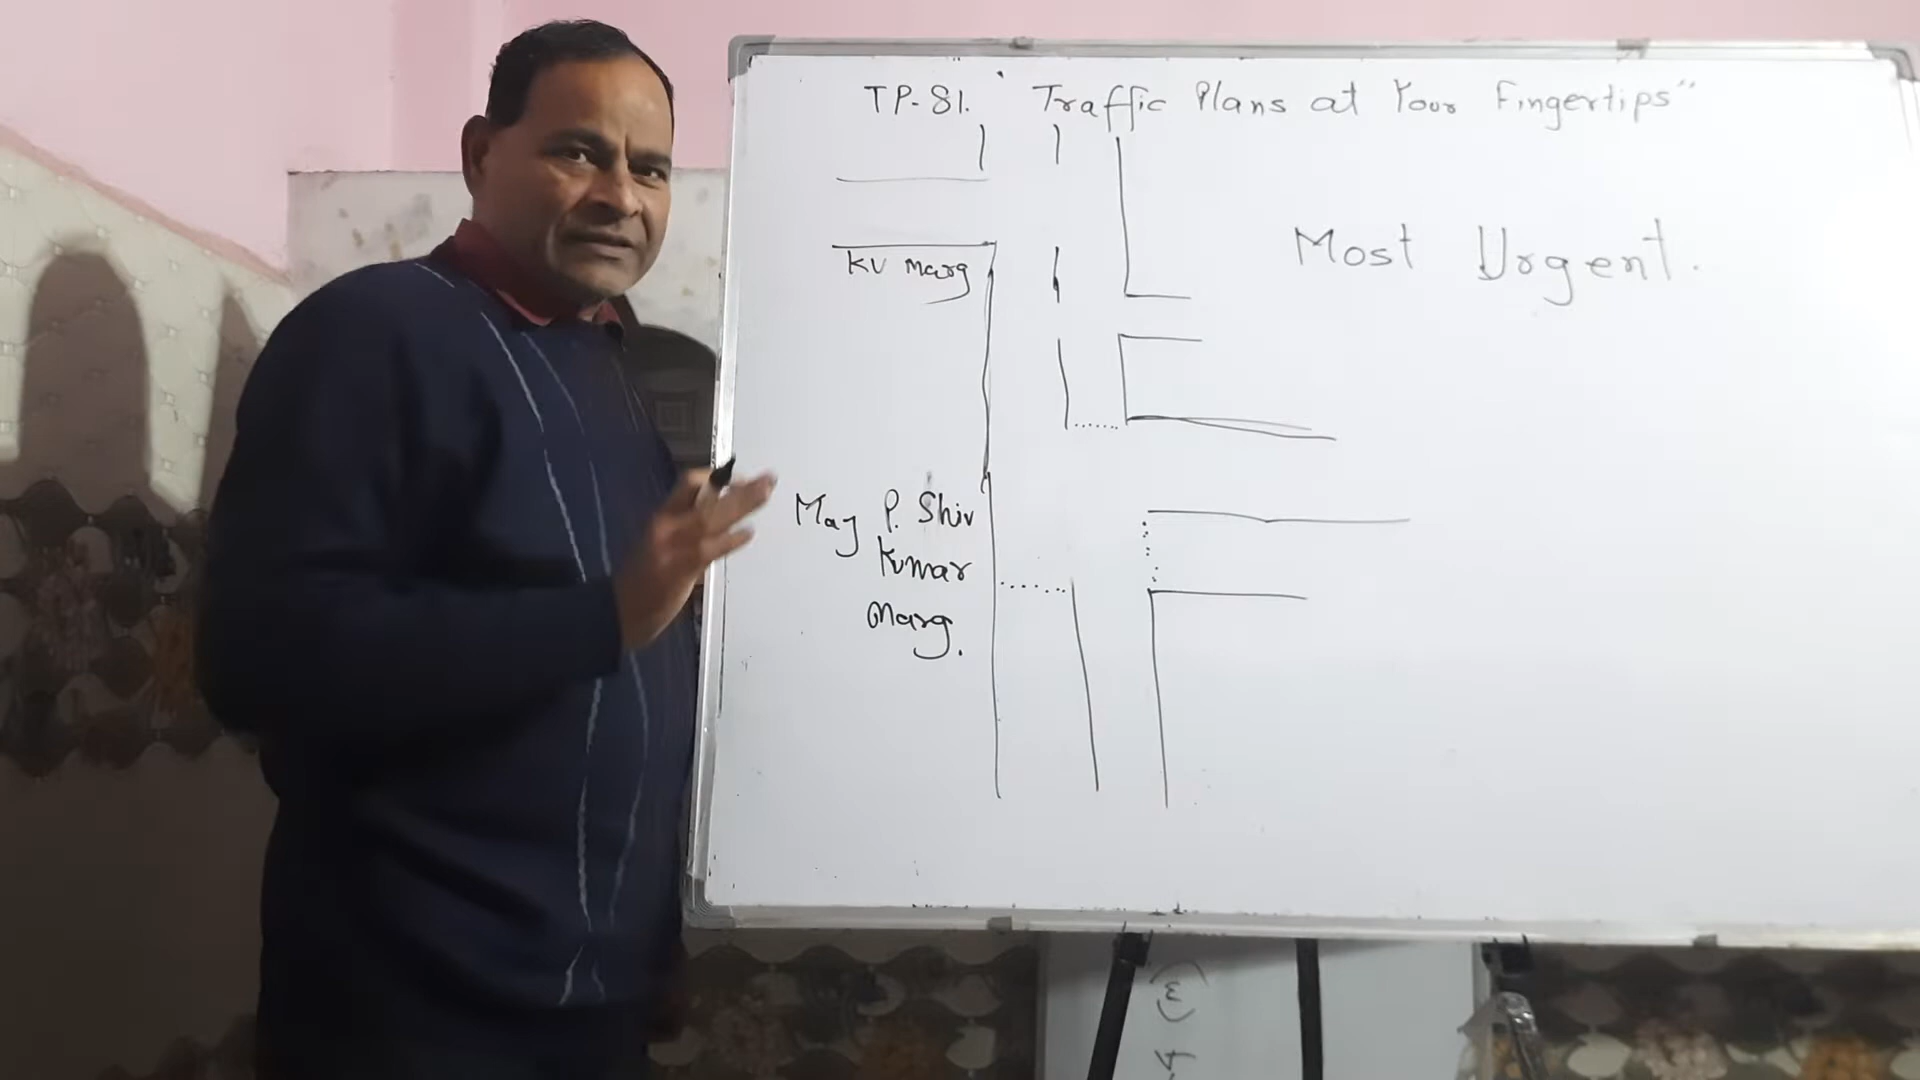 TP-81. "Traffic Plans at Your Fingertips"
Most Urgent.
KV Marg
Maj P. Shiv
Kumar
Marg.